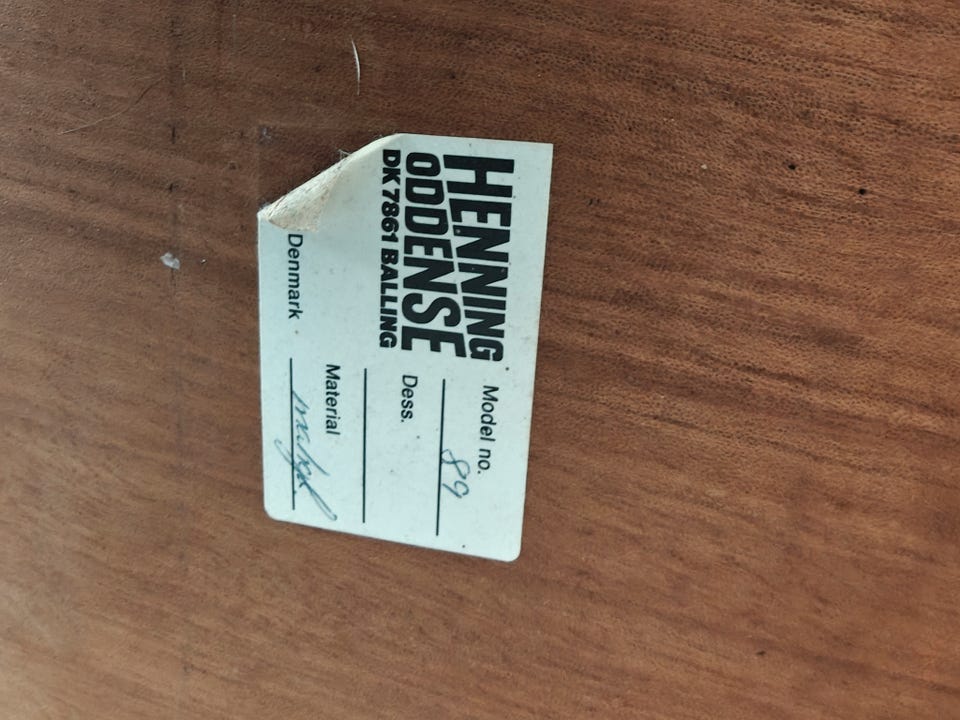 HENNING
ODDENSE
DK 7861 BALLING
Denmark
Model no. 89
Dess.
Material